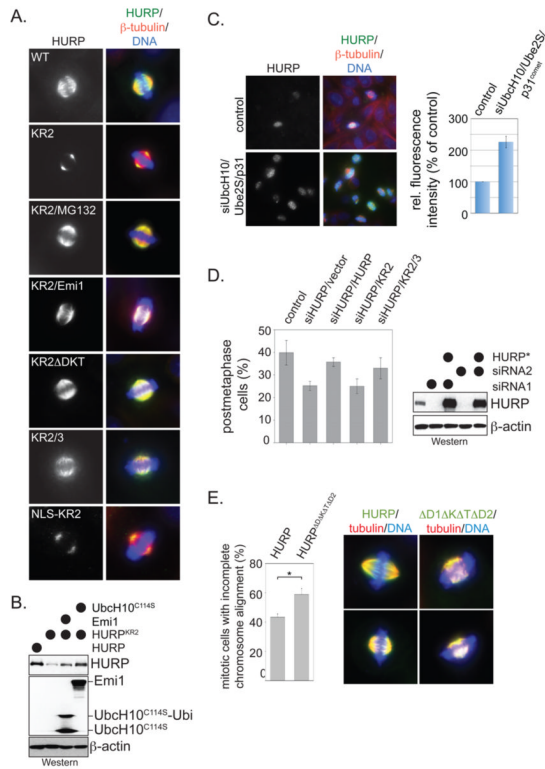 A.
HURP
HURP/
β-tubulin/
DNA
WT
KR2
KR2/MG132
KR2/Emi1
KR2ΔDKT
KR2/3
NLS-KR2
B.
UbcH10C114S
Emi1
HURPKR2
HURP
HURP
Emi1
UbcH10C114S-Ubi
UbcH10C114S
β-actin
Western
C.
HURP
HURP/
β-tubulin/
DNA
control
siUbcH10/
Ube2S/p31
control
siUbcH10/Ube2S/
p31comet
rel. fluorescence
intensity (% of control)
300
250
200
150
100
0
D.
control
siHURP/vector
siHURP/HURP
siHURP/KR2
siHURP/KR2/3
postmetaphase
cells (%)
50
40
30
20
10
0
HURP*
siRNA2
siRNA1
HURP
β-actin
Western
E.
HURP
HURPΔDΔKΔTΔD2
mitotic cells with incomplete
chromosome alignment (%)
80
60
40
20
*
HURP/
tubulin/DNA
ΔD1ΔKΔTΔD2
/tubulin/DNA